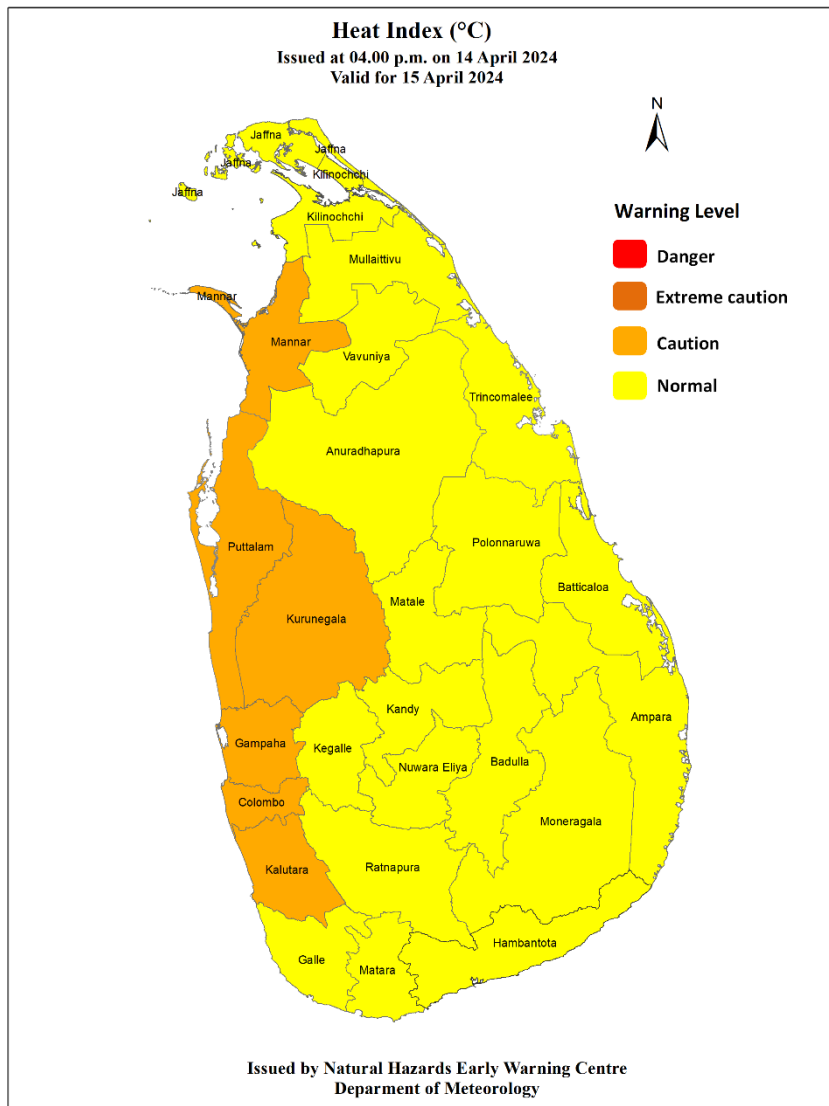 Heat Index (°C)
Issued at 04.00 p.m. on 14 April 2024
Valid for 15 April 2024
N
Jaffna
Jaffna
Jaffna
Kilinochchi
Jaffna
Kilinochchi
Mullaittivu
Mannar
Mannar
Vavuniya
Trincomalee
Anuradhapura
Puttalam
Polonnaruwa
Batticaloa
Matale
Kurunegala
Kandy
Ampara
Gampaha
Kegalle
Nuwara Eliya
Badulla
Colombo
Moneragala
Kalutara
Ratnapura
Hambantota
Galle
Matara
Warning Level
Danger
Extreme caution
Caution
Normal
Issued by Natural Hazards Early Warning Centre
Deparment of Meteorology